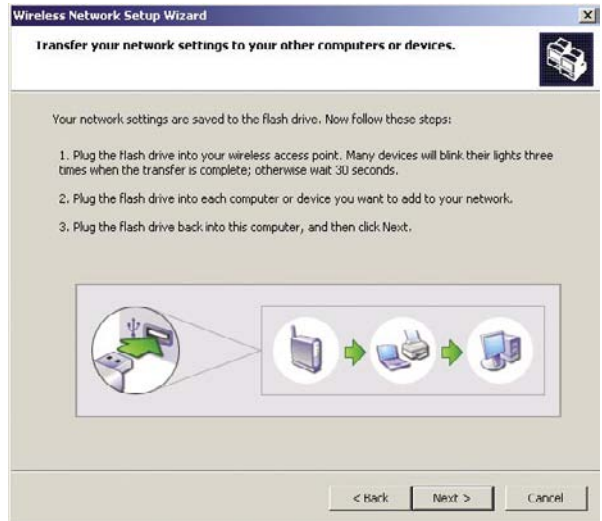 Wireless Network Setup Wizard
Transfer your network settings to your other computers or devices.
Your network settings are saved to the flash drive. Now follow these steps:
1. Plug the flash drive into your wireless access point. Many devices will blink their lights three
times when the transfer is complete; otherwise wait 30 seconds.
2. Plug the flash drive into each computer or device you want to add to your network.
3. Plug the flash drive back into this computer, and then click Next.
< Back Next > Cancel